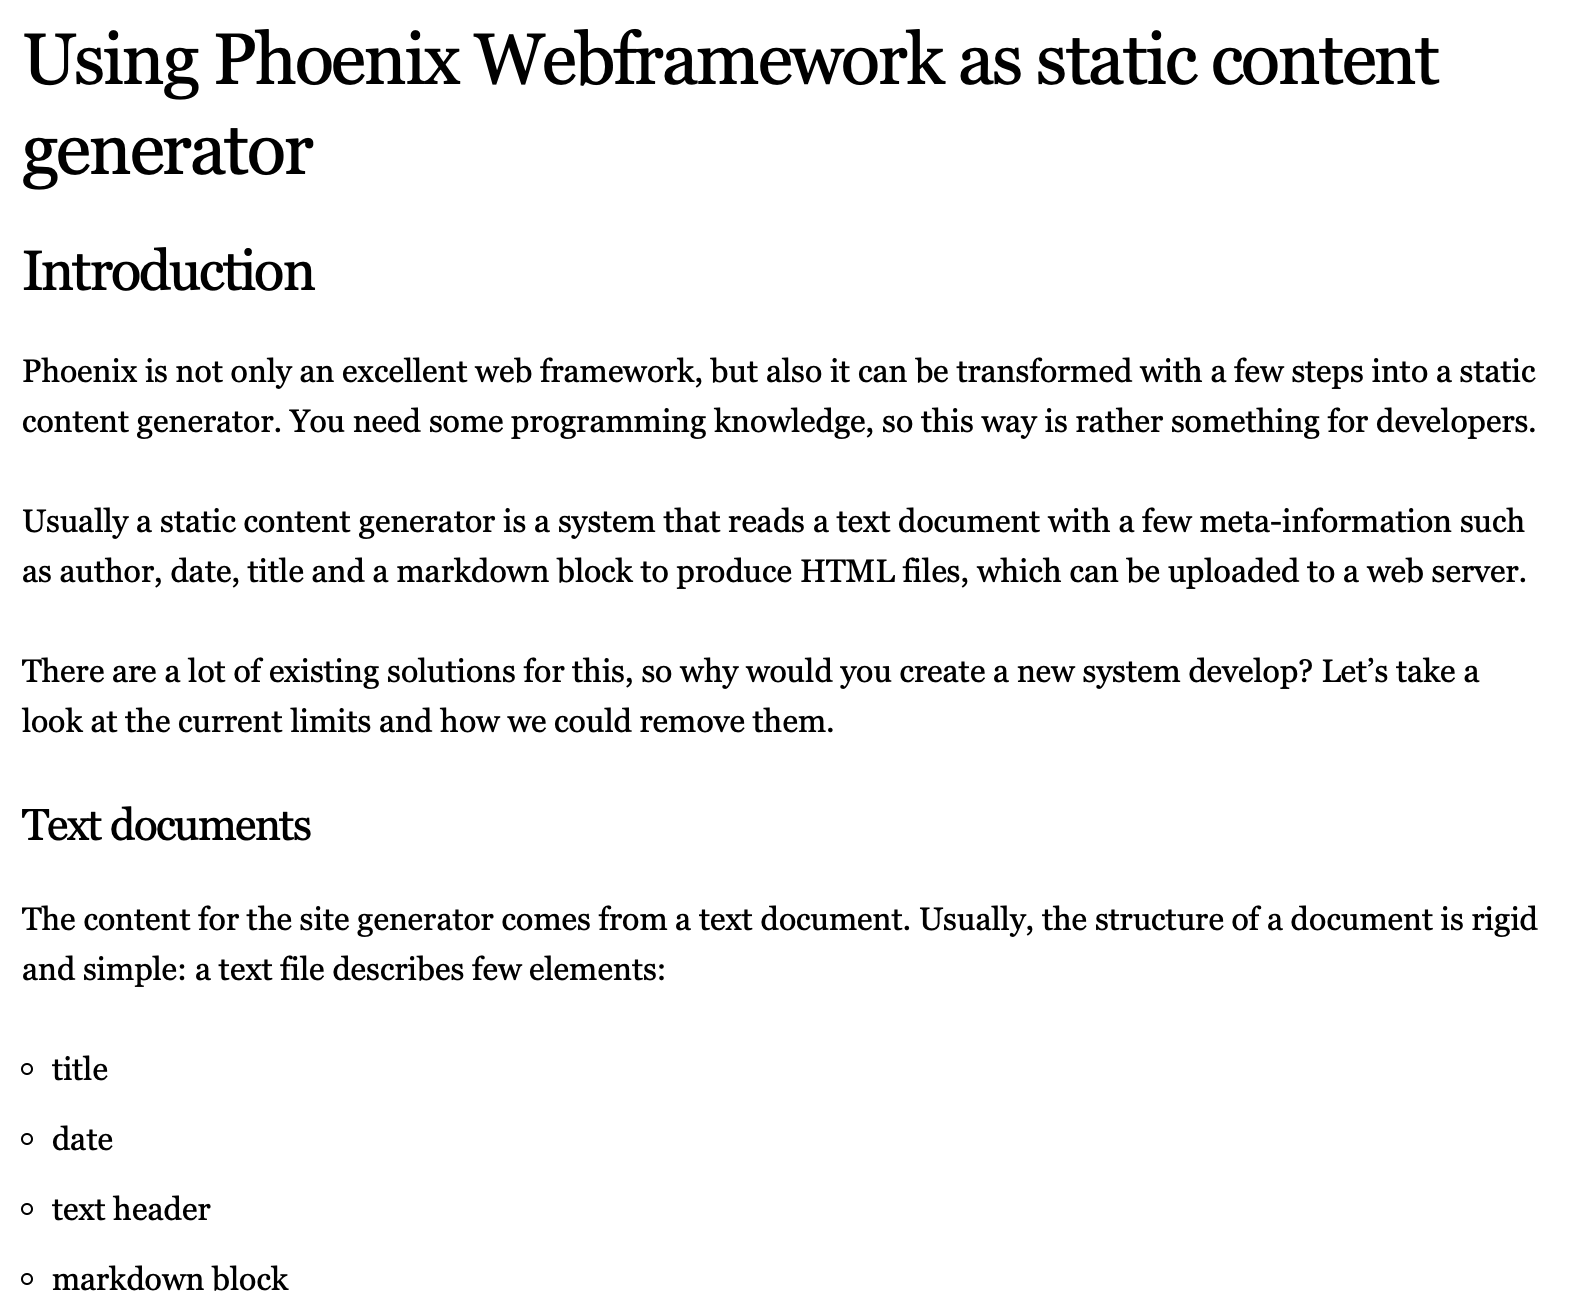 Using Phoenix Webframework as static content
generator
Introduction
Phoenix is not only an excellent web framework, but also it can be transformed with a few steps into a static
content generator. You need some programming knowledge, so this way is rather something for developers.
Usually a static content generator is a system that reads a text document with a few meta-information such
as author, date, title and a markdown block to produce HTML files, which can be uploaded to a web server.
There are a lot of existing solutions for this, so why would you create a new system develop? Let’s take a
look at the current limits and how we could remove them.
Text documents
The content for the site generator comes from a text document. Usually, the structure of a document is rigid
and simple: a text file describes few elements:
title
date
text header
markdown block